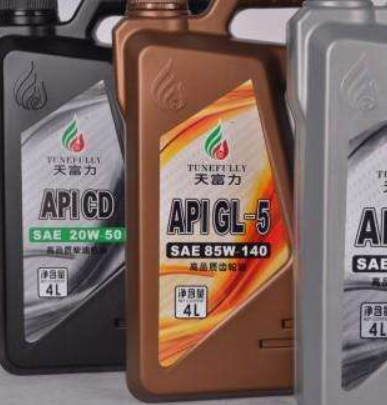 TUNEFULLY
天富力
API CD
SAE 20W-50
高品质柴油机油
净含量
4L
TUNEFULLY
天富力
API GL-5
SAE 85W-140
高品质齿轮油
净含量
4L
SAE
净含量
4L